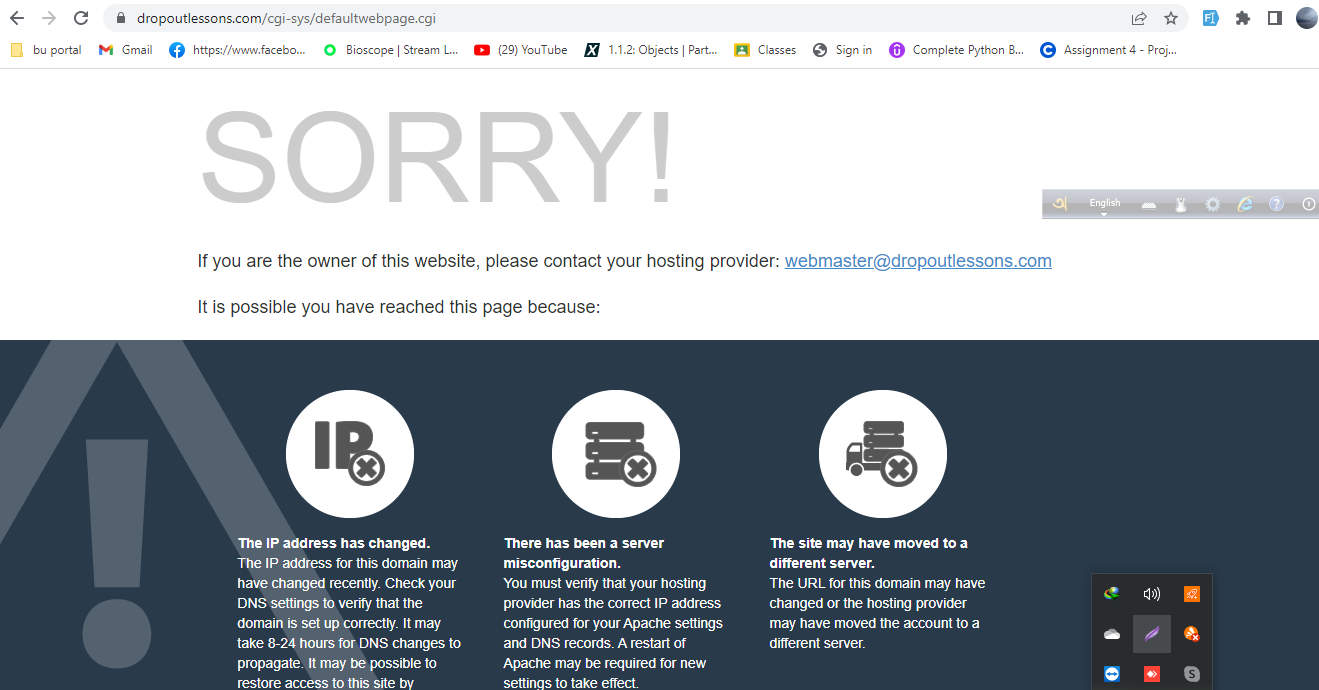 dropoutlessons.com/cgi-sys/defaultwebpage.cgi
bu portal
Gmail
https://www.facebo...
Bioscope | Stream L...
(29) YouTube
1.1.2: Objects | Part...
Classes
Sign in
Complete Python B...
Assignment 4 - Proj...
SORRY!
English
If you are the owner of this website, please contact your hosting provider: webmaster@dropoutlessons.com
It is possible you have reached this page because:
IP
The IP address has changed.
The IP address for this domain may
have changed recently. Check your
DNS settings to verify that the
domain is set up correctly. It may
take 8-24 hours for DNS changes to
propagate. It may be possible to
restore access to this site by
There has been a server
misconfiguration.
You must verify that your hosting
provider has the correct IP address
configured for your Apache settings
and DNS records. A restart of
Apache may be required for new
settings to take effect.
The site may have moved to a
different server.
The URL for this domain may have
changed or the hosting provider
may have moved the account to a
different server.